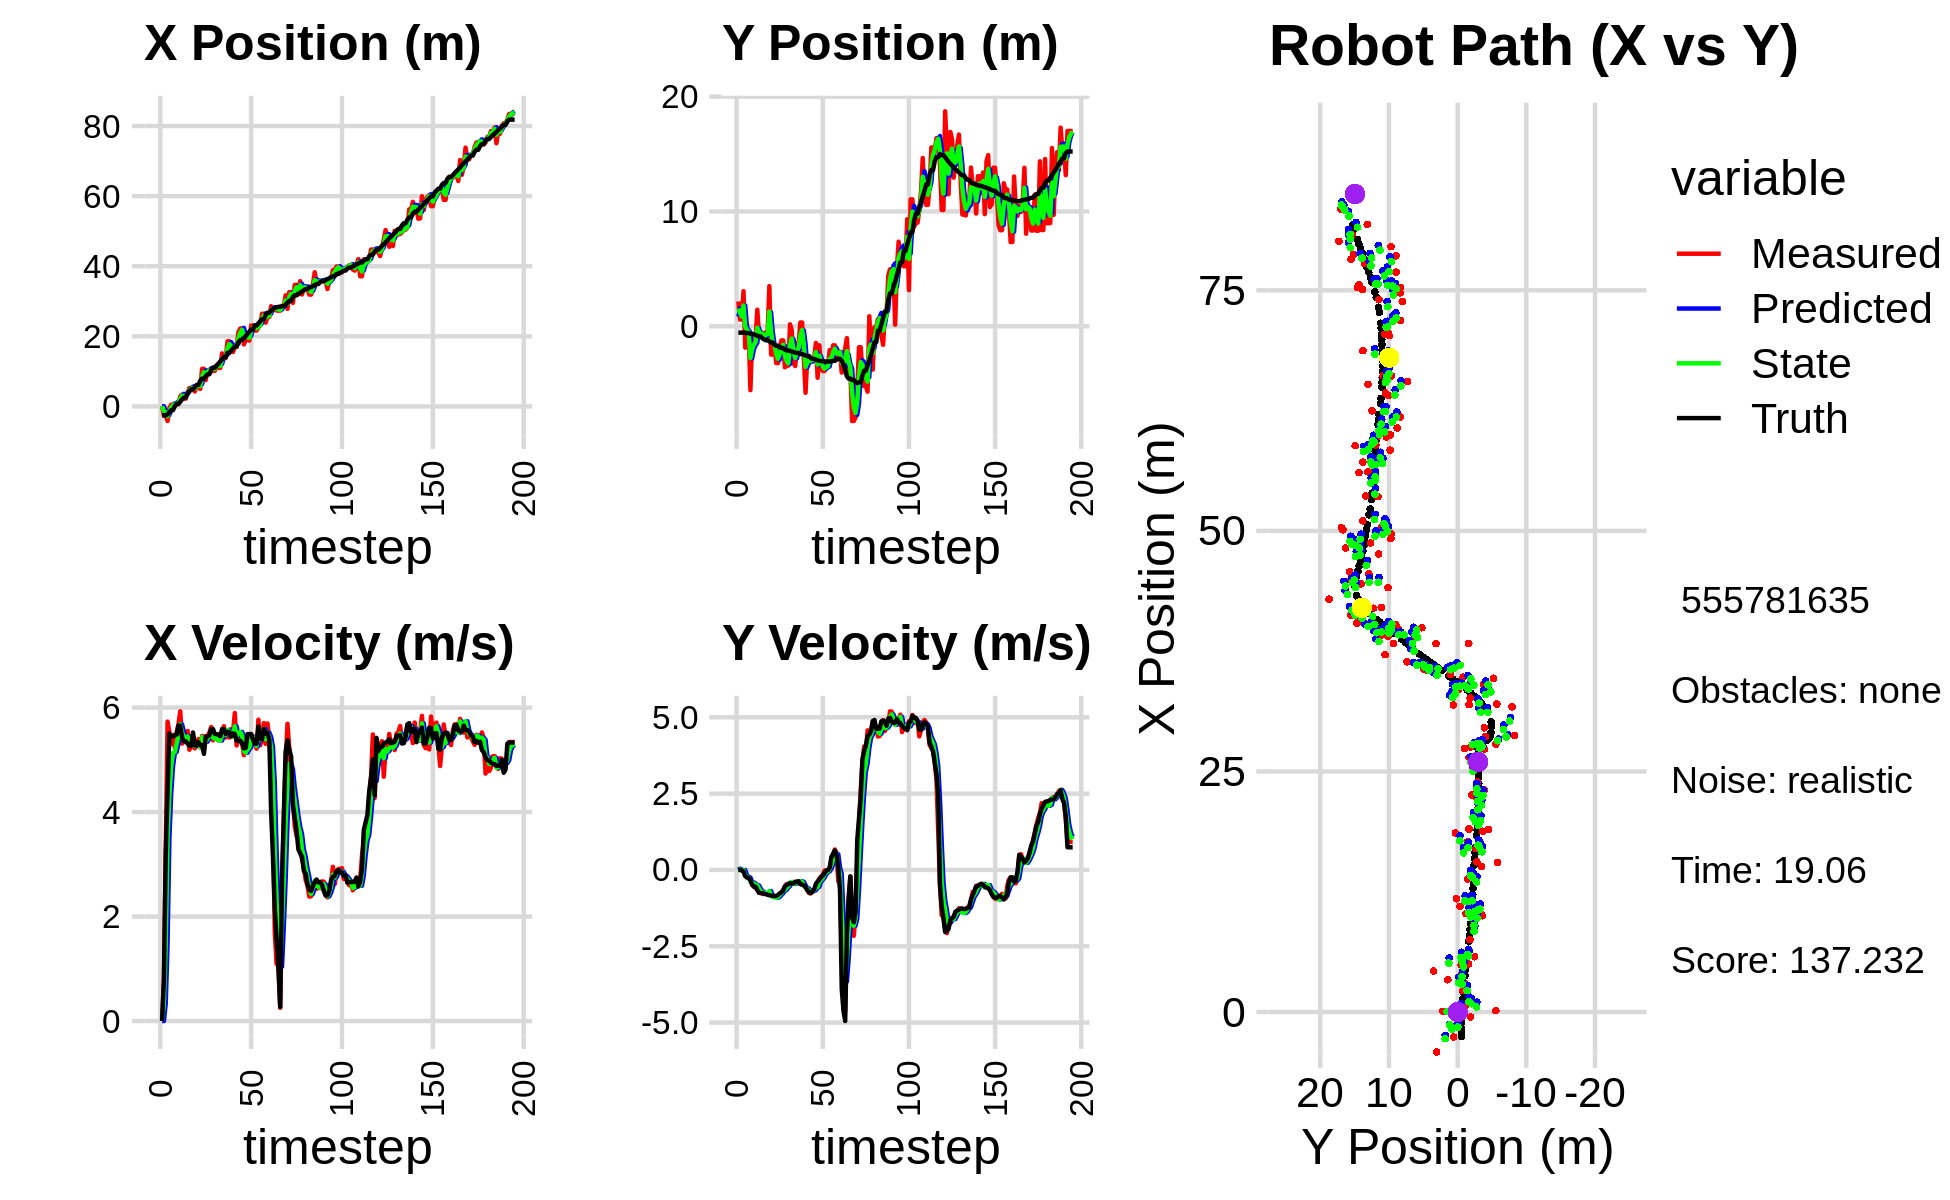 X Position (m)
80
60
40
20
0
0
50
100
150
200
timestep
Y Position (m)
20
10
0
0
50
100
150
200
timestep
X Velocity (m/s)
6
4
2
0
0
50
100
150
200
timestep
Y Velocity (m/s)
5.0
2.5
0.0
-2.5
-5.0
0
50
100
150
200
timestep
Robot Path (X vs Y)
X Position (m)
75
50
25
0
20 10 0 -10 -20
Y Position (m)
variable
Measured
Predicted
State
Truth
555781635
Obstacles: none
Noise: realistic
Time: 19.06
Score: 137.232